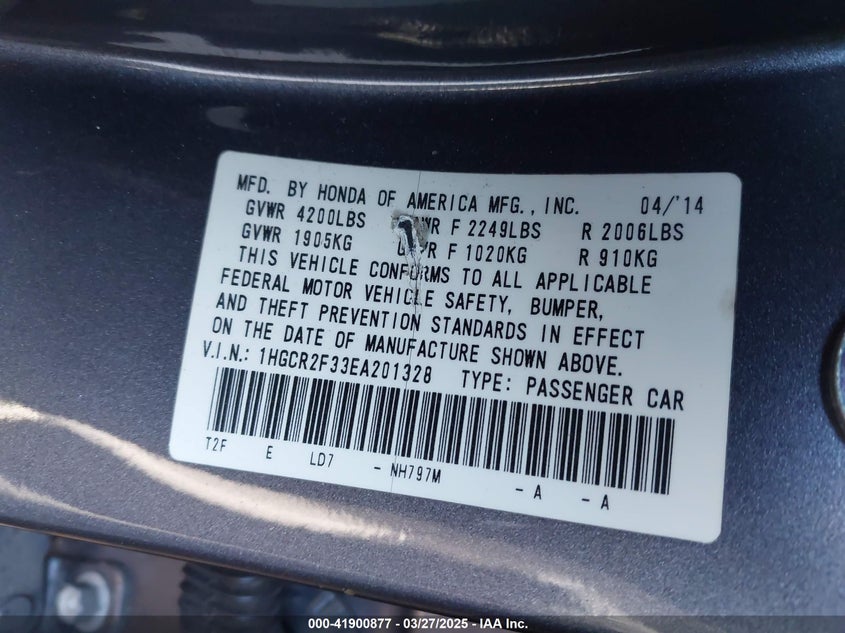 MFD. BY HONDA OF AMERICA MFG., INC. 04/'14
GVWR 4200LBS F 2249LBS R 2006LBS
GVWR 1905KG F 1020KG R 910KG
THIS VEHICLE CONFORMS TO ALL APPLICABLE
FEDERAL MOTOR VEHICLE SAFETY, BUMPER,
AND THEFT PREVENTION STANDARDS IN EFFECT
ON THE DATE OF MANUFACTURE SHOWN ABOVE.
V.I.N.: 1HGCR2F33EA201328 TYPE: PASSENGER CAR
T2F E LD7 - NH797M - A - A
000-41900877 - 03/27/2025 - IAA Inc.